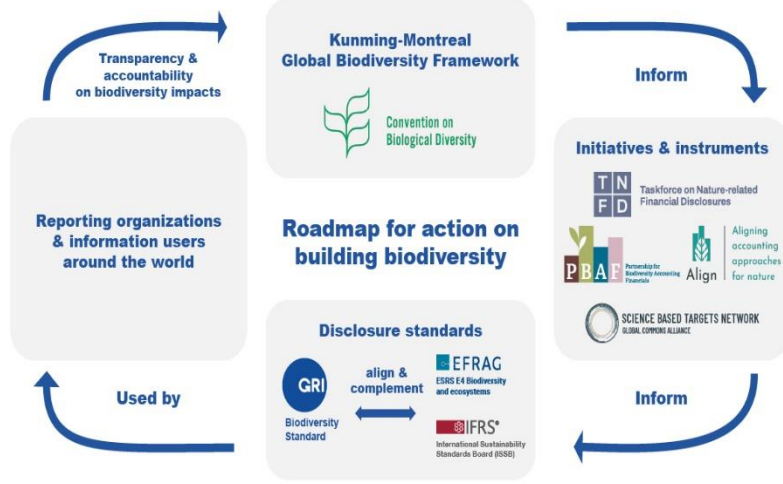 Transparency &
accountability
on biodiversity impacts
Kunming-Montreal
Global Biodiversity Framework
Convention on
Biological Diversity
Inform
Initiatives & instruments
TN
FD
Taskforce on Nature-related
Financial Disclosures
PBAF
Partnership for
Biodiversity Accounting
Financials
Align
Aligning
accounting
approaches
for nature
SCIENCE BASED TARGETS NETWORK
GLOBAL COMMONS ALLIANCE
Reporting organizations
& information users
around the world
Roadmap for action on
building biodiversity
Disclosure standards
GRI
Biodiversity
Standard
align &
complement
EFRAG
ESRS E4 Biodiversity
and ecosystems
IFRS®
International Sustainability
Standards Board (ISSB)
Used by
Inform